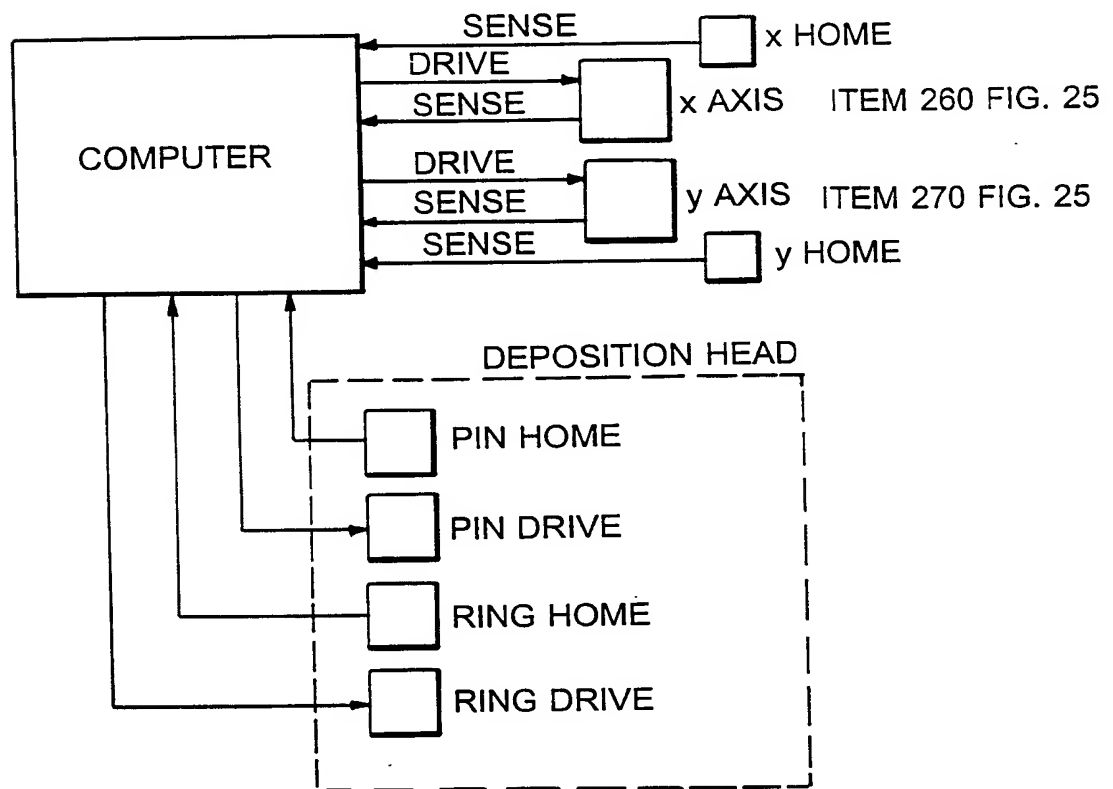 SENSE
x HOME
DRIVE
SENSE
x AXIS ITEM 260 FIG. 25
COMPUTER
DRIVE
SENSE
y AXIS ITEM 270 FIG. 25
SENSE
y HOME
DEPOSITION HEAD
PIN HOME
PIN DRIVE
RING HOME
RING DRIVE